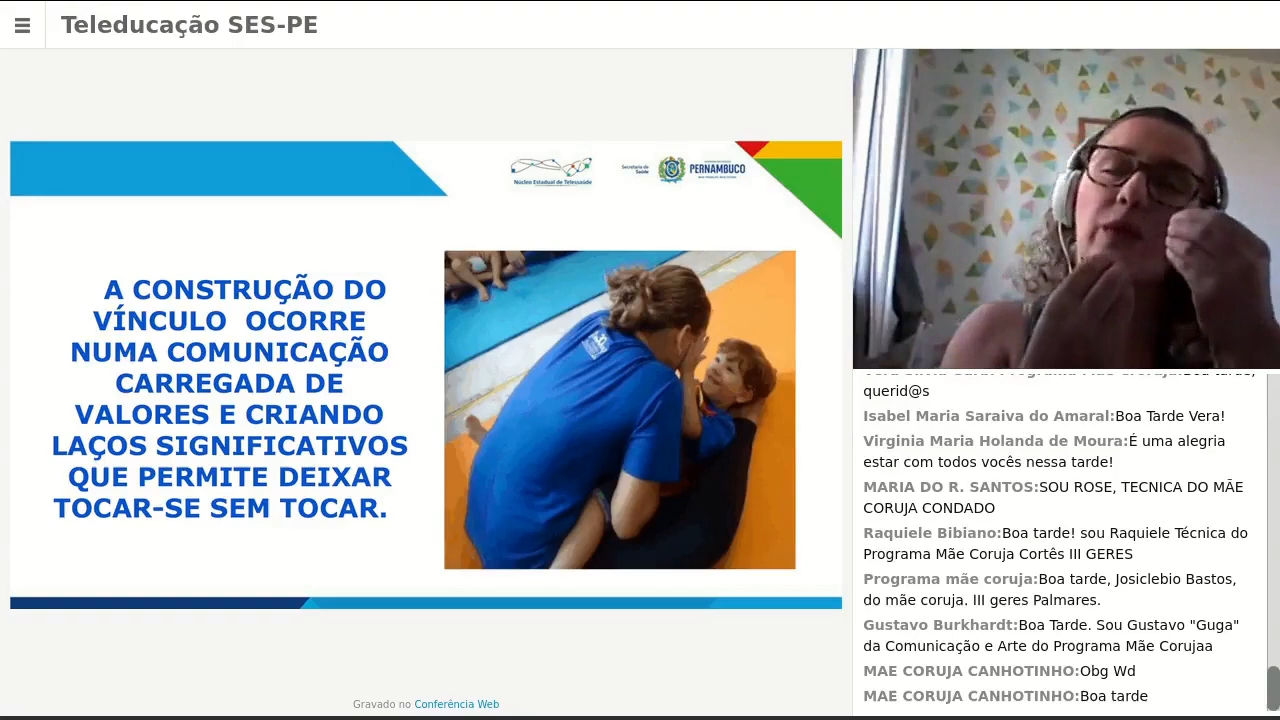 Teleducação SES-PE
Núcleo Estadual de Telessaúde
Secretaria de
Saúde
PERNAMBUCO
A CONSTRUÇÃO DO
VÍNCULO OCORRE
NUMA COMUNICAÇÃO
CARREGADA DE
VALORES E CRIANDO
LAÇOS SIGNIFICATIVOS
QUE PERMITE DEIXAR
TOCAR-SE SEM TOCAR.
querid@s
Isabel Maria Saraiva do Amaral:Boa Tarde Vera!
Virginia Maria Holanda de Moura:É uma alegria
estar com todos vocês nessa tarde!
MARIA DO R. SANTOS:SOU ROSE, TECNICA DO MÃE
CORUJA CONDADO
Raquiele Bibiano:Boa tarde! sou Raquiele Técnica do
Programa Mãe Coruja Cortês III GERES
Programa mãe coruja:Boa tarde, Josiclebio Bastos,
do mãe coruja. III geres Palmares.
Gustavo Burkhardt:Boa Tarde. Sou Gustavo "Guga"
da Comunicação e Arte do Programa Mãe Corujaa
MAE CORUJA CANHOTINHO:Obg Wd
MAE CORUJA CANHOTINHO:Boa tarde
Gravado no Conferência Web